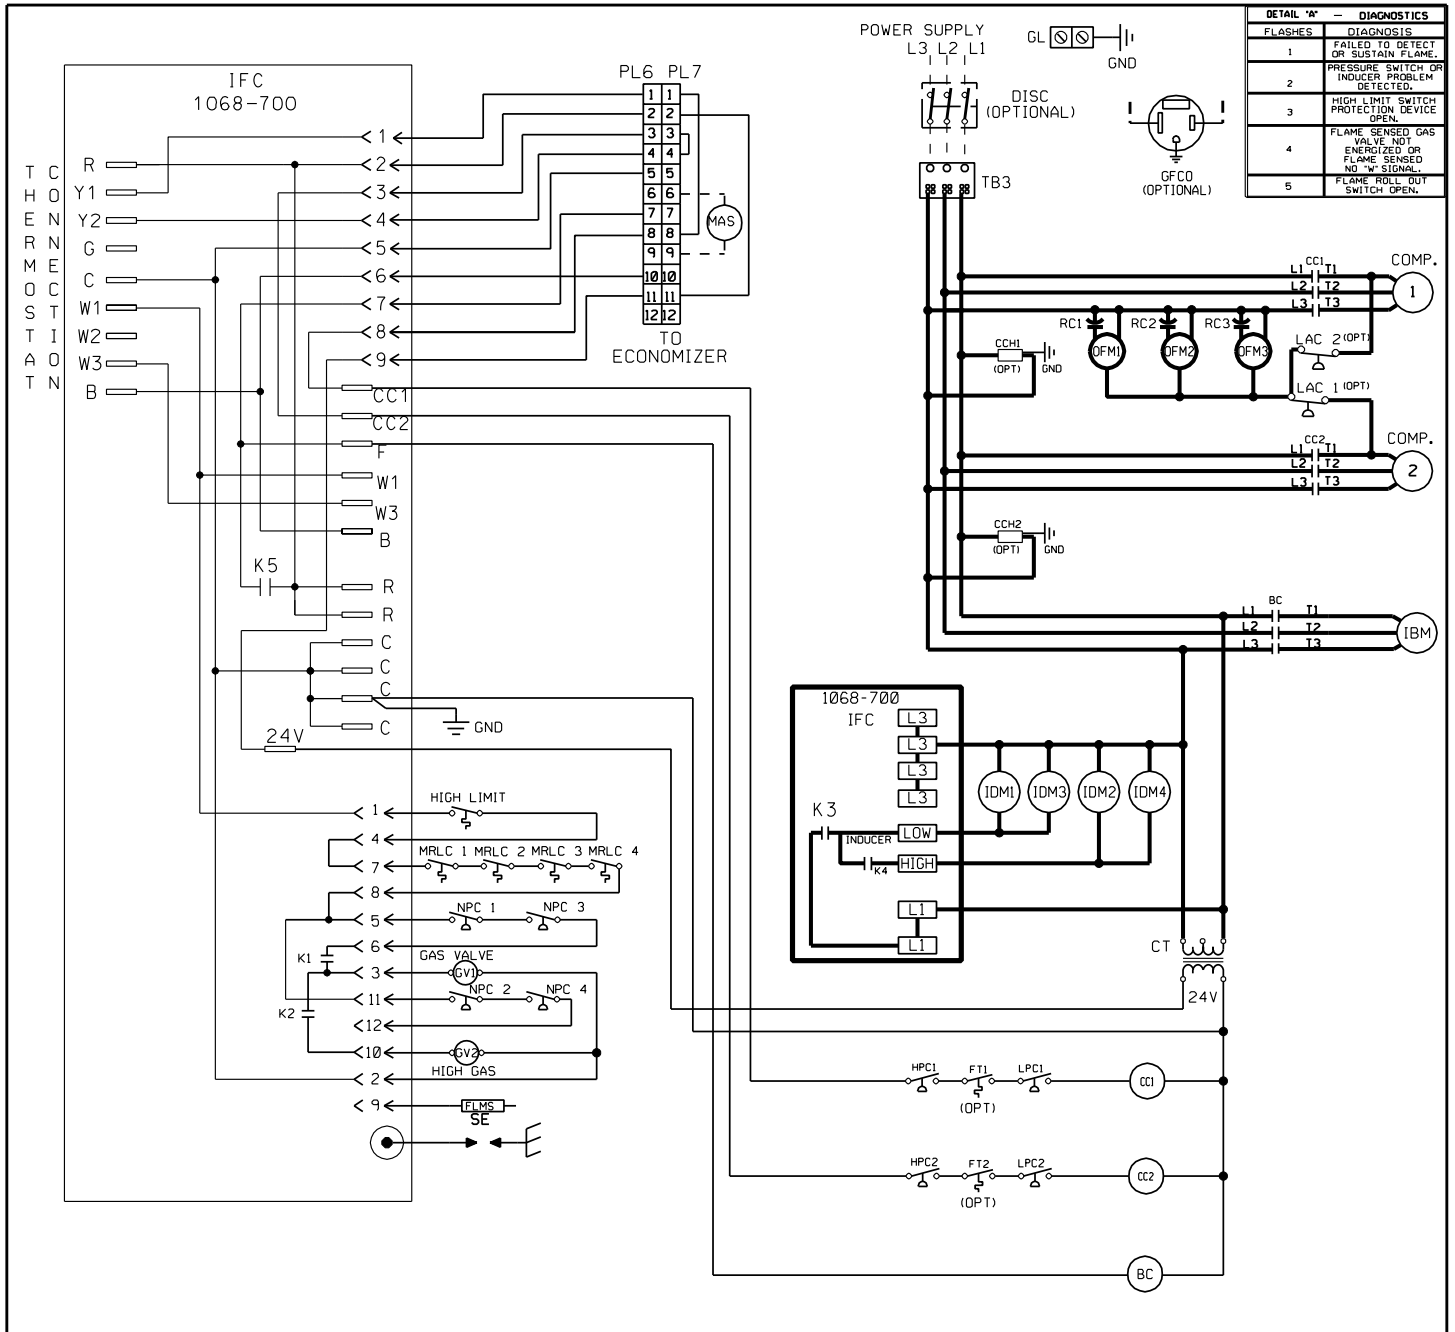 DETAIL "A" - DIAGNOSTICS
FLASHES DIAGNOSIS
1 FAILED TO DETECT
OR SUSTAIN FLAME.
2 PRESSURE SWITCH OR
INDUCER PROBLEM
DETECTED.
3 HIGH LIMIT SWITCH
PROTECTION DEVICE
OPEN.
4 FLAME SENSED GAS
VALVE NOT
ENERGIZED OR
FLAME SENSED
NO "W" SIGNAL.
5 FLAME ROLL OUT
SWITCH OPEN.
POWER SUPPLY
L3 L2 L1
GL
GND
DISC
(OPTIONAL)
TB3
GFCO
(OPTIONAL)
IFC
1068-700
THERMOSTAT
CONNECTION
R
Y1
Y2
G
C
W1
W2
W3
B
1
2
3
4
5
6
7
8
9
CC1
CC2
F
W1
W3
B
K5
R
R
C
C
C
C
GND
24V
PL6 PL7
1 1
2 2
3 3
4 4
5 5
6 6
7 7
8 8
9 9
10 10
11 11
12 12
MAS
TO
ECONOMIZER
L1 CC1 T1
L2 T2
L3 T3
COMP.
1
RC1 RC2 RC3
OFM1 OFM2 OFM3
LAC 2 (OPT)
LAC 1 (OPT)
CCH1
(OPT)
GND
L1 CC2 T1
L2 T2
L3 T3
COMP.
2
CCH2
(OPT)
GND
L1 BC T1
L2 T2
L3 T3
IBM
1068-700
IFC
L3
L3
L3
L3
K3
INDUCER
LOW
K4
HIGH
L1
L1
IDM1 IDM3 IDM2 IDM4
CT
24V
1
HIGH LIMIT
4
7
MRLC 1 MRLC 2 MRLC 3 MRLC 4
8
5
NPC 1 NPC 3
6
K1
GAS VALVE
3
GV1
11
NPC 2 NPC 4
K2
12
10
GV2
HIGH GAS
2
9
FLMS
SE
HPC1 FT1 LPC1
(OPT)
CC1
HPC2 FT2 LPC2
(OPT)
CC2
BC